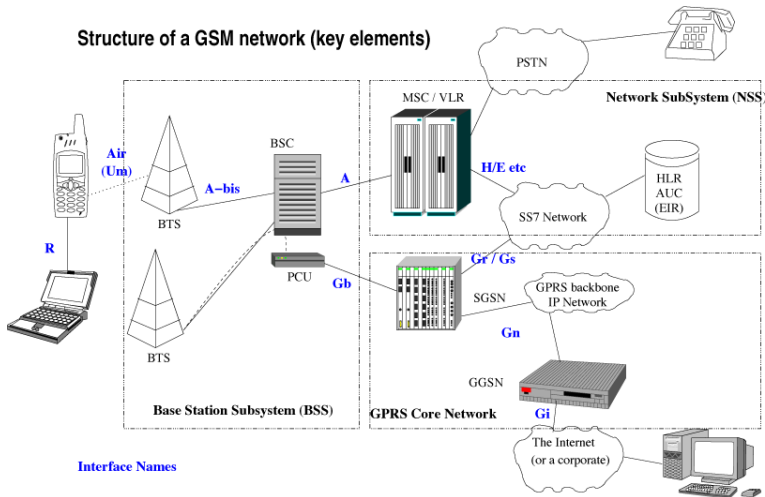 Structure of a GSM network (key elements)
PSTN
MSC / VLR
Network SubSystem (NSS)
BSC
Air
(Um)
A-bis
A
H/E etc
HLR
AUC
(EIR)
BTS
SS7 Network
R
PCU
Gb
Gr / Gs
SGSN
GPRS backbone
IP Network
Gn
BTS
GGSN
Base Station Subsystem (BSS)
GPRS Core Network
Gi
The Internet
(or a corporate)
Interface Names